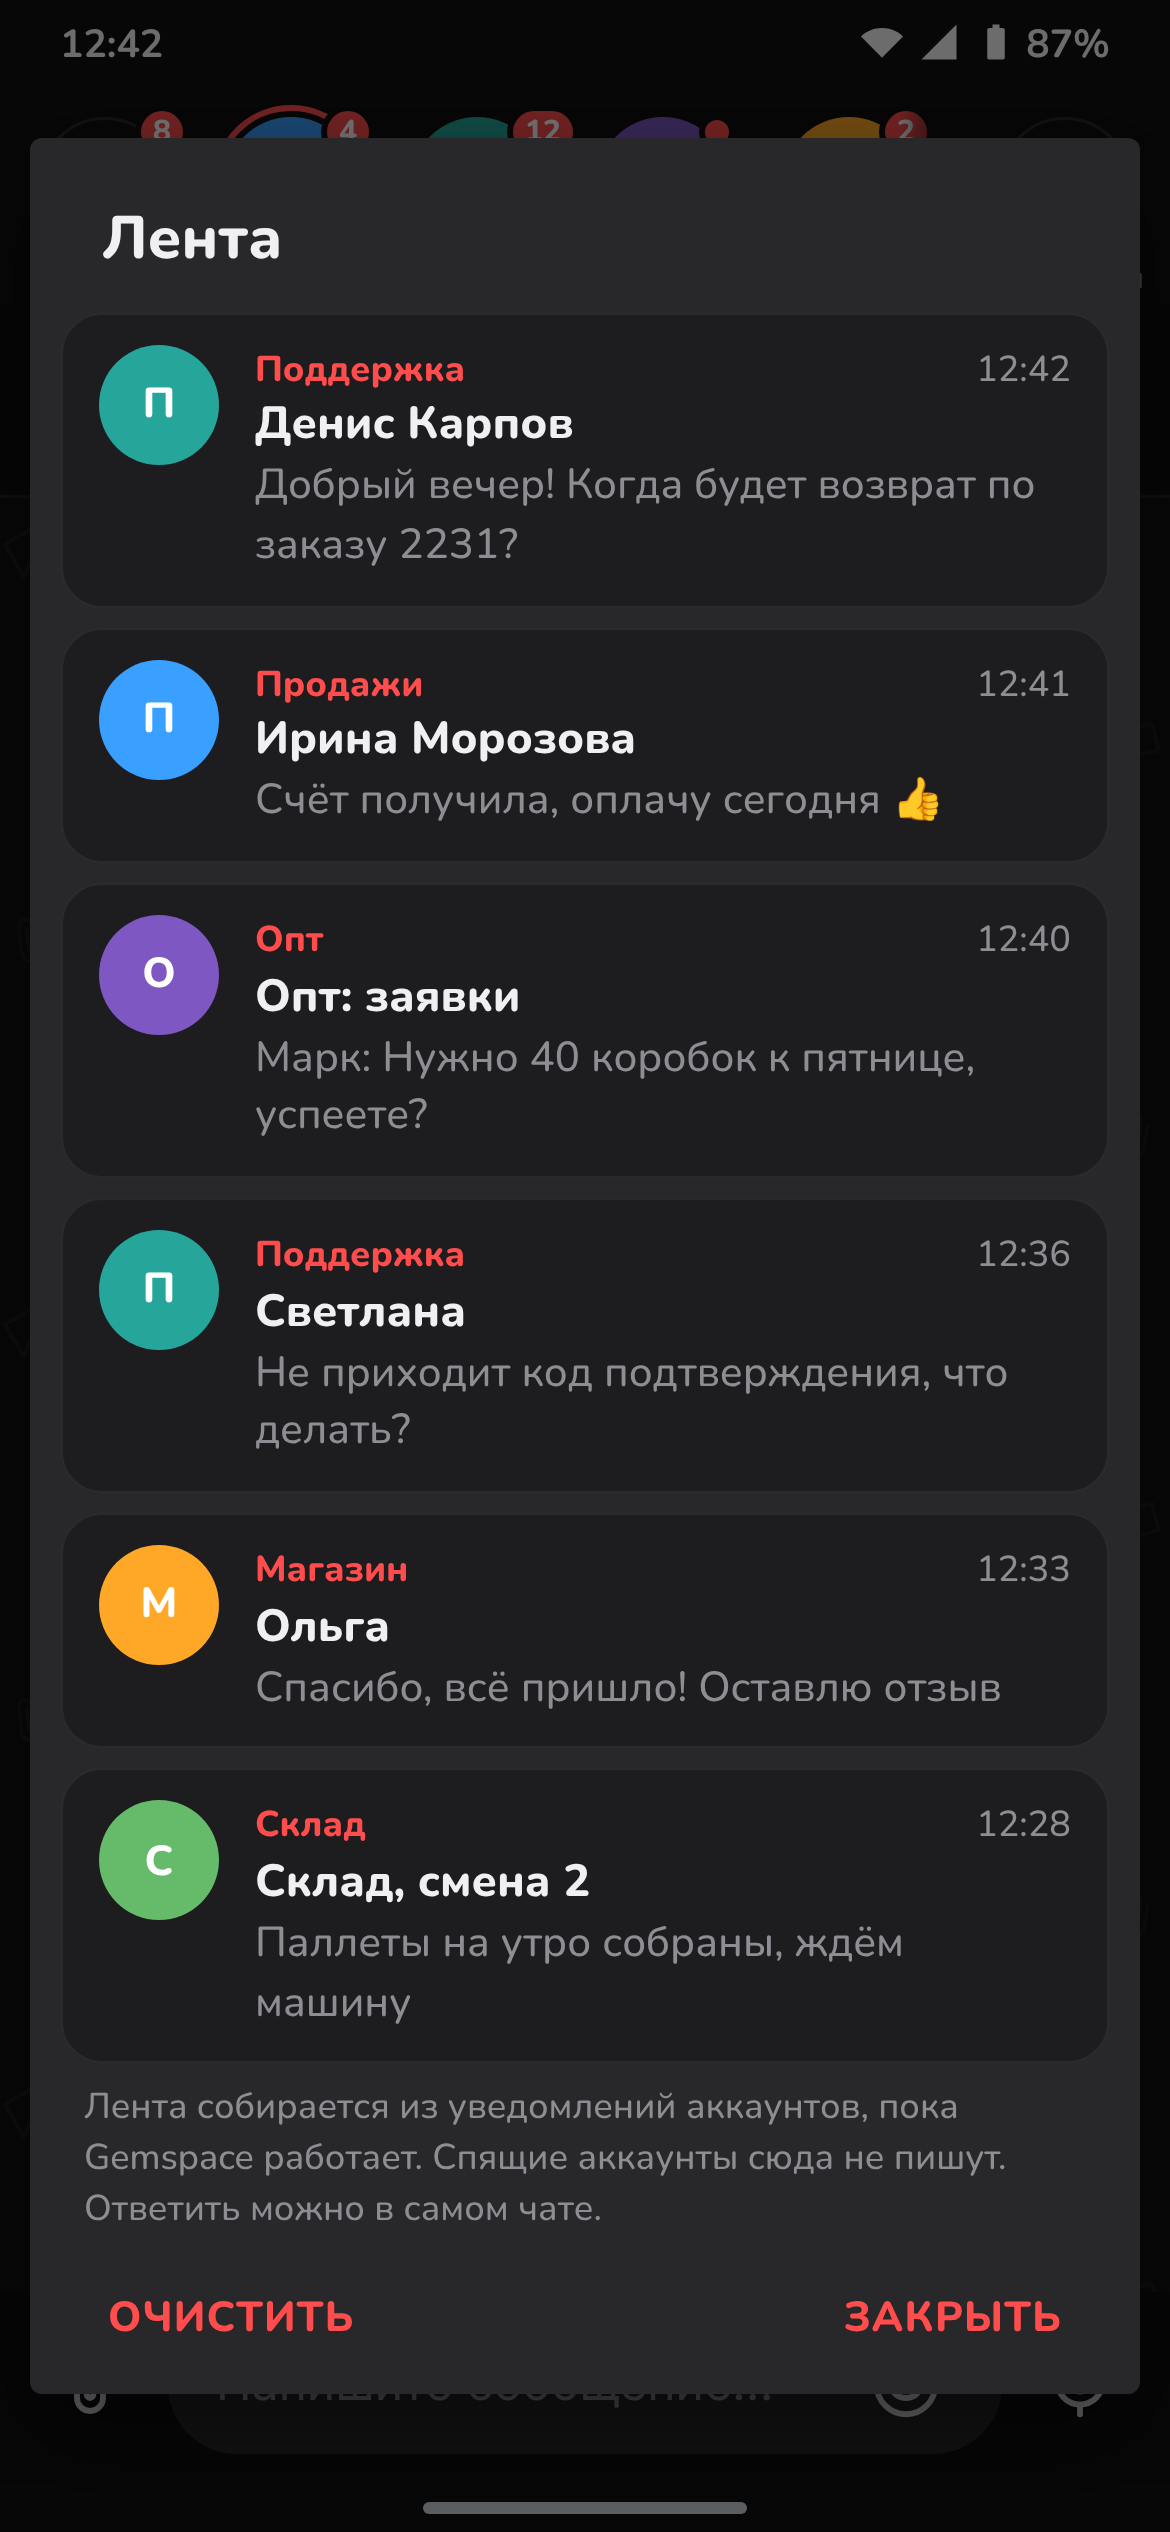 12:42
87%
8
4
12
2
Лента
П
Поддержка
12:42
Денис Карпов
Добрый вечер! Когда будет возврат по
заказу 2231?
П
Продажи
12:41
Ирина Морозова
Счёт получила, оплачу сегодня 👍
О
Опт
12:40
Опт: заявки
Марк: Нужно 40 коробок к пятнице,
успеете?
П
Поддержка
12:36
Светлана
Не приходит код подтверждения, что
делать?
М
Магазин
12:33
Ольга
Спасибо, всё пришло! Оставлю отзыв
С
Склад
12:28
Склад, смена 2
Паллеты на утро собраны, ждём
машину
Лента собирается из уведомлений аккаунтов, пока
Gemspace работает. Спящие аккаунты сюда не пишут.
Ответить можно в самом чате.
ОЧИСТИТЬ
ЗАКРЫТЬ